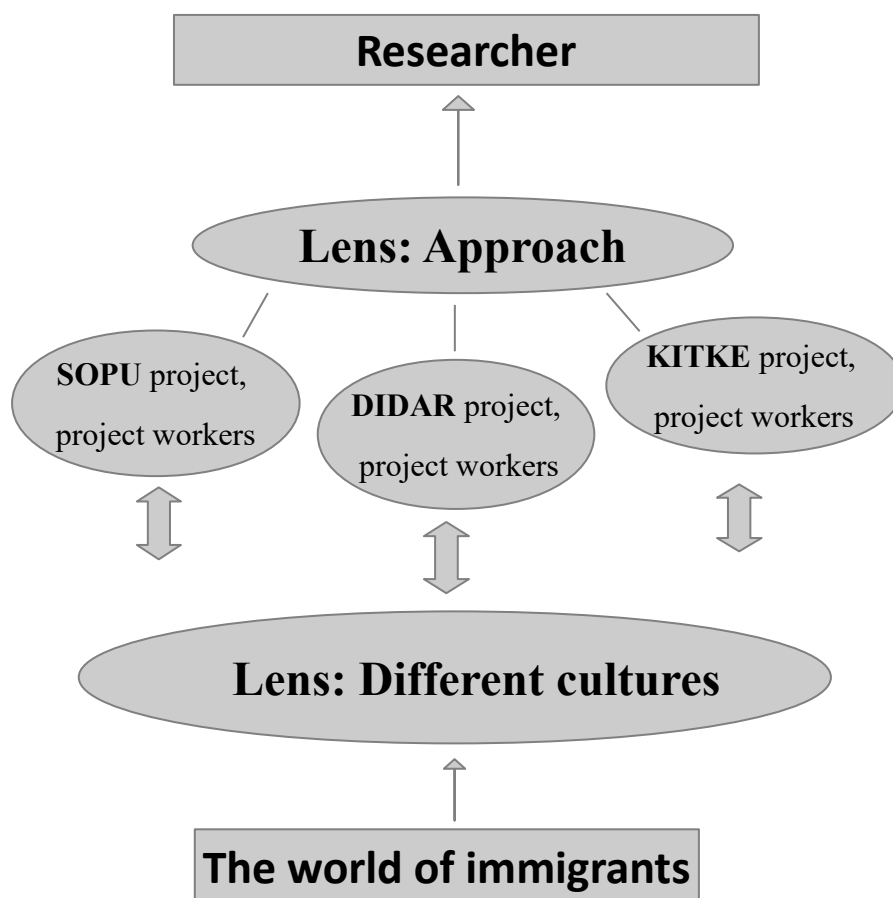 Researcher
Lens: Approach
SOPU project,
project workers
DIDAR project,
project workers
KITKE project,
project workers
Lens: Different cultures
The world of immigrants